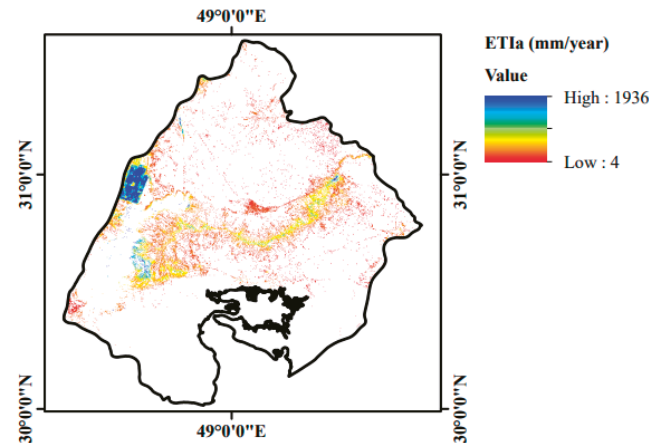 49°0'0"E
ETIa (mm/year)
Value
High : 1936
Low : 4
31°0'0"N
31°0'0"N
30°0'0"N
30°0'0"N
49°0'0"E